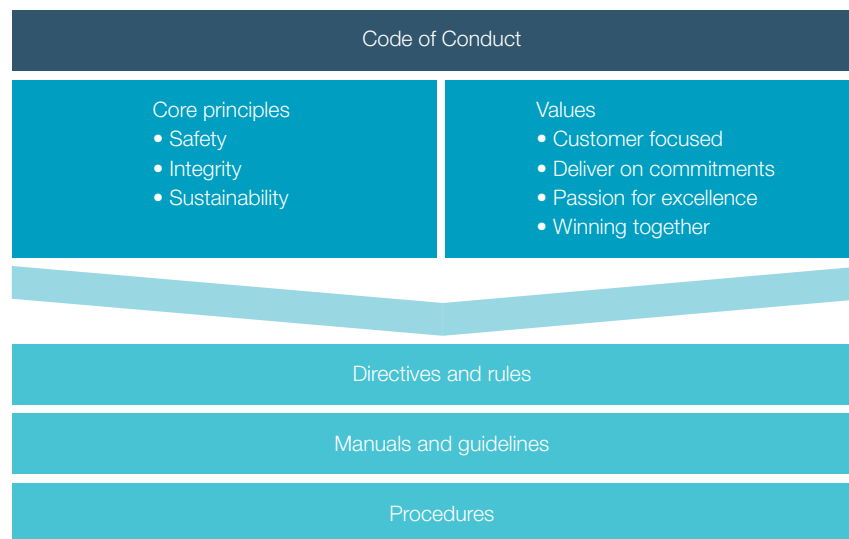 Code of Conduct
Core principles
• Safety
• Integrity
• Sustainability
Values
• Customer focused
• Deliver on commitments
• Passion for excellence
• Winning together
Directives and rules
Manuals and guidelines
Procedures